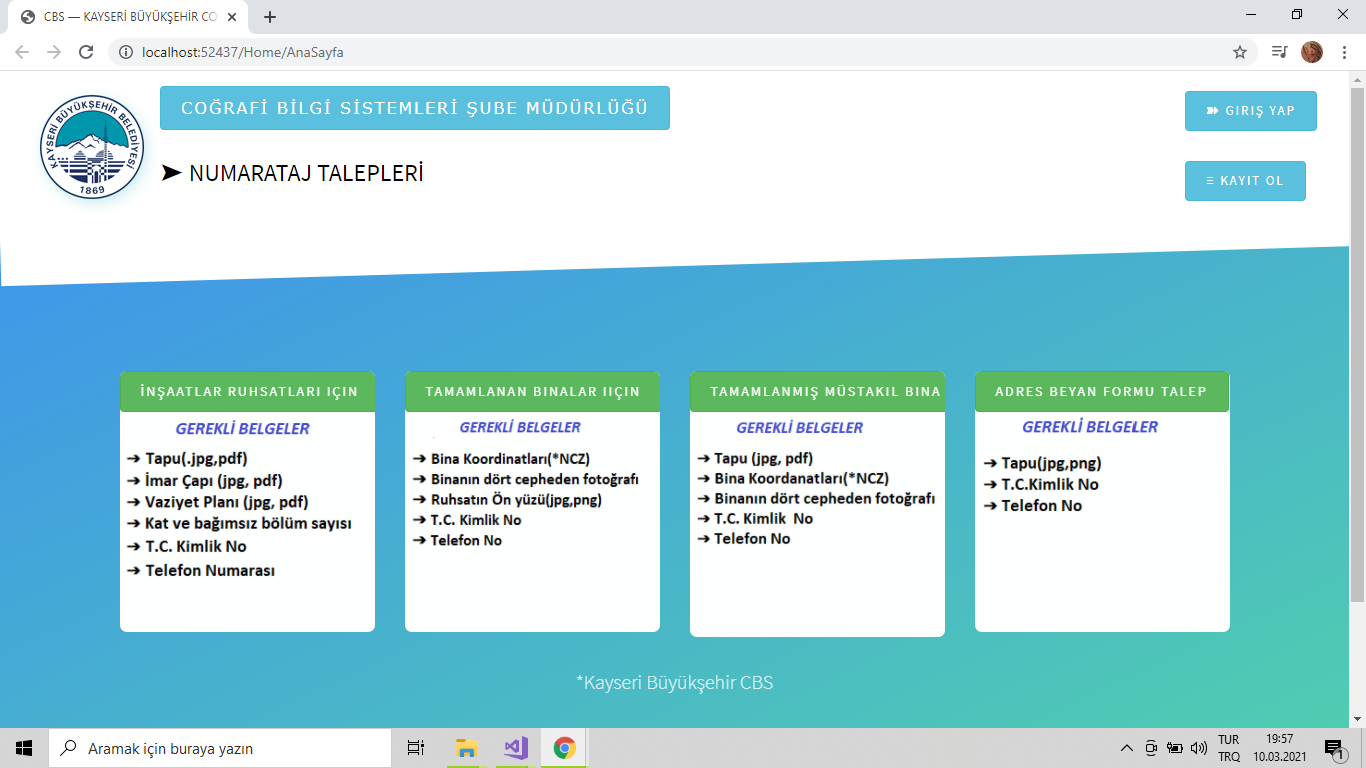 CBS — KAYSERİ BÜYÜKŞEHİR CO
localhost:52437/Home/AnaSayfa
KAYSERİ BÜYÜKŞEHİR BELEDİYESİ
1869
COĞRAFİ BİLGİ SİSTEMLERİ ŞUBE MÜDÜRLÜĞÜ
➤ NUMARATAJ TALEPLERİ
GIRIŞ YAP
≡ KAYIT OL
İNŞAATLAR RUHSATLARI IÇIN
GEREKLİ BELGELER
➔ Tapu(.jpg,pdf)
➔ İmar Çapı (jpg, pdf)
➔ Vaziyet Planı (jpg, pdf)
➔ Kat ve bağımsız bölüm sayısı
➔ T.C. Kimlik No
➔ Telefon Numarası
TAMAMLANAN BINALAR IIÇIN
GEREKLİ BELGELER
➔ Bina Koordinatları(*NCZ)
➔ Binanın dört cepheden fotoğrafı
➔ Ruhsatın Ön yüzü(jpg,png)
➔ T.C. Kimlik No
➔ Telefon No
TAMAMLANMIŞ MÜSTAKIL BINA
GEREKLİ BELGELER
➔ Tapu (jpg, pdf)
➔ Bina Koordanatları(*NCZ)
➔ Binanın dört cepheden fotoğrafı
➔ T.C. Kimlik No
➔ Telefon No
ADRES BEYAN FORMU TALEP
GEREKLİ BELGELER
➔ Tapu(jpg,png)
➔ T.C.Kimlik No
➔ Telefon No
*Kayseri Büyükşehir CBS
Aramak için buraya yazın
TUR
TRQ
19:57
10.03.2021
1